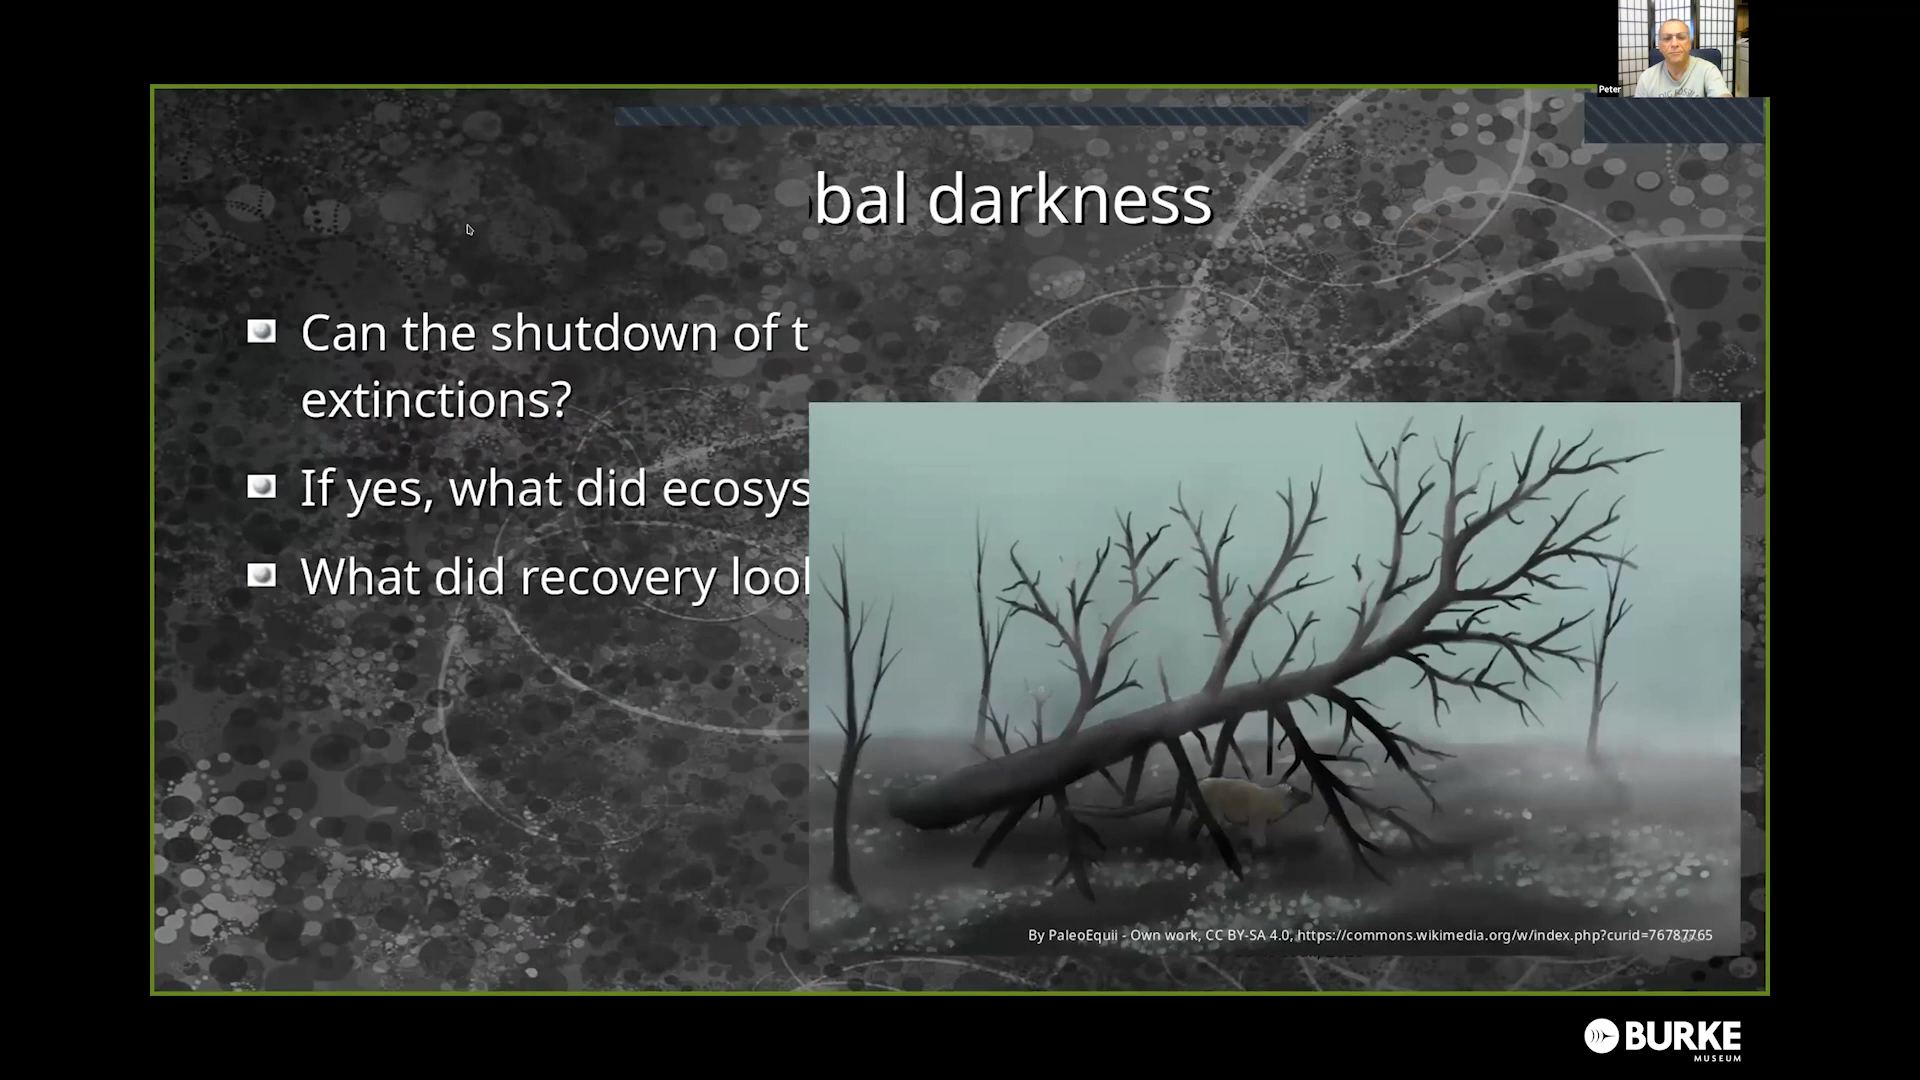 Peter
bal darkness
Can the shutdown of t
extinctions?
If yes, what did ecosys
What did recovery loo
By PaleoEquii - Own work, CC BY-SA 4.0, https://commons.wikimedia.org/w/index.php?curid=76787765
BURKE
MUSEUM